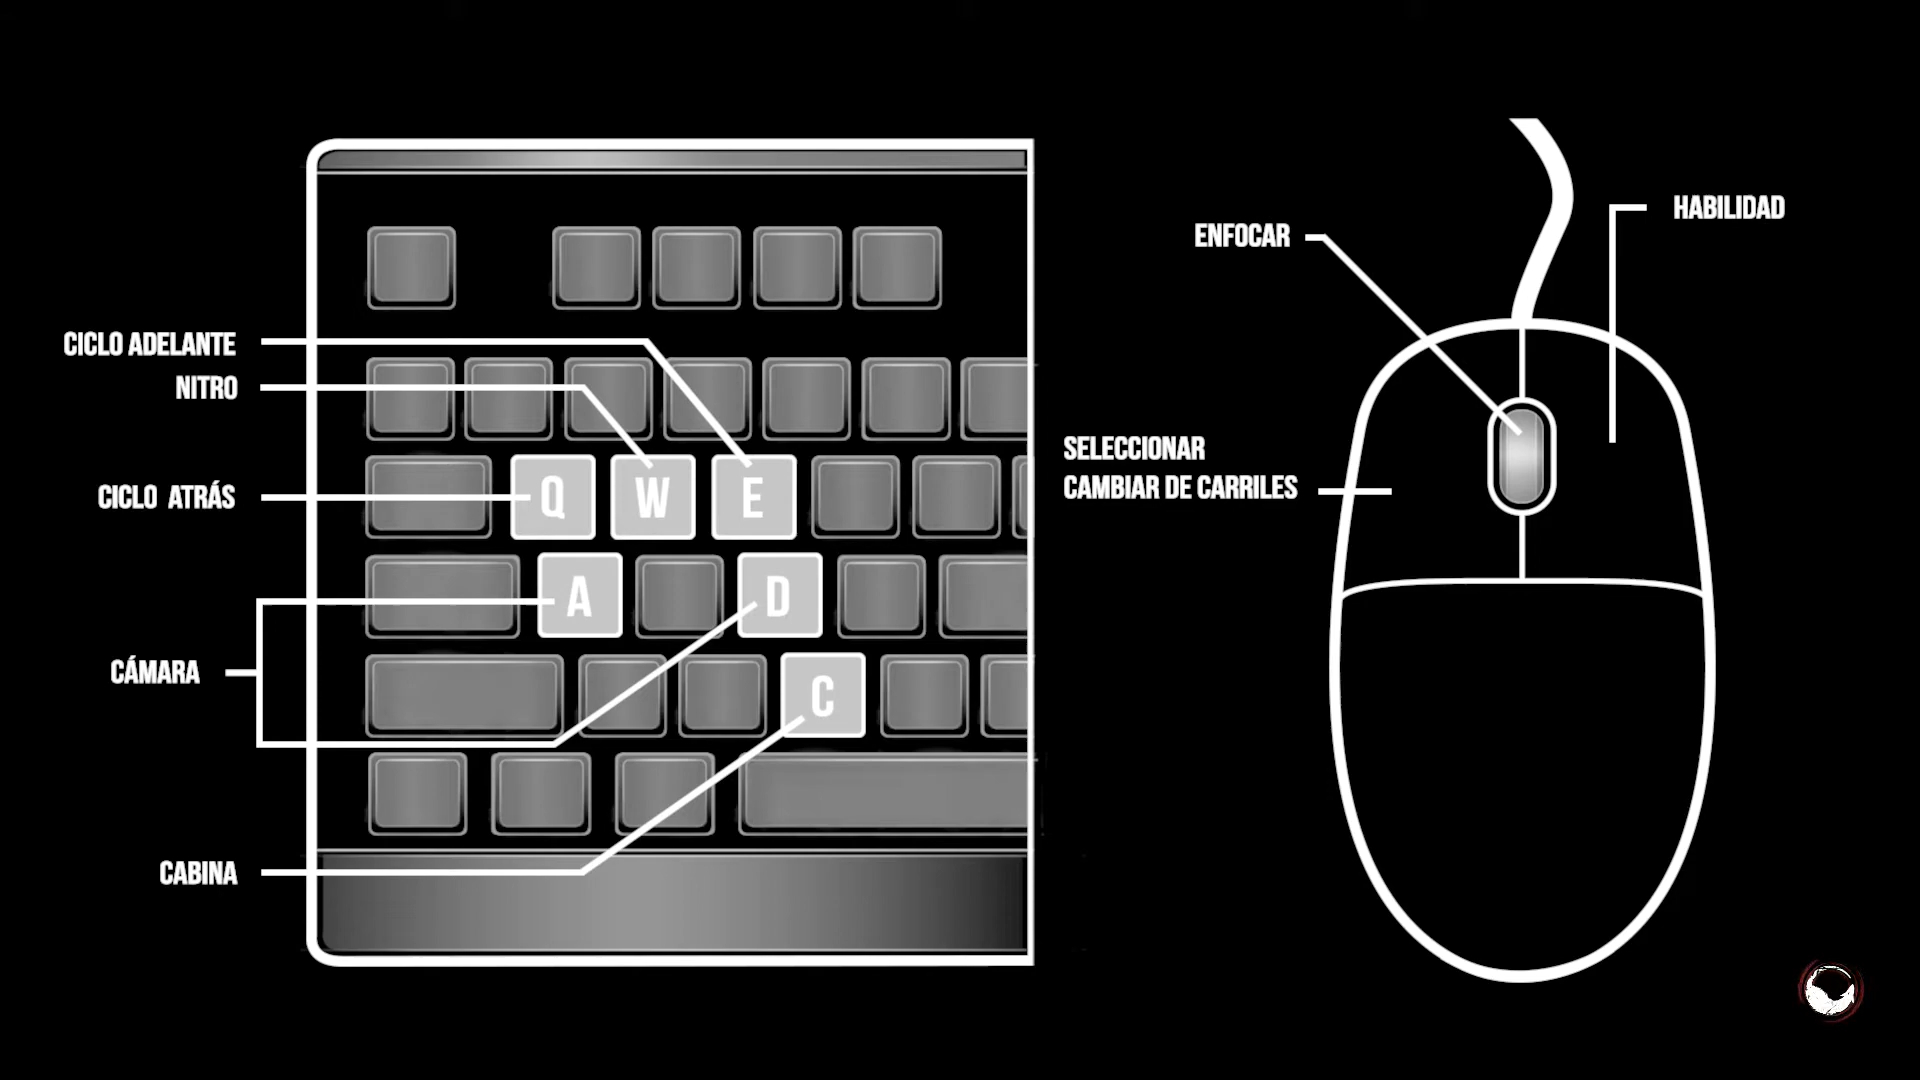 CICLO ADELANTE
NITRO
CICLO ATRÁS
CÁMARA
CABINA
Q W E
A D
C
ENFOCAR
HABILIDAD
SELECCIONAR
CAMBIAR DE CARRILES